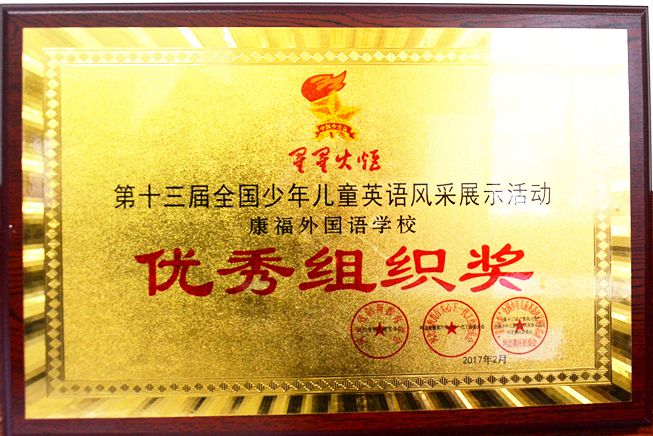 星星火炬
第十三届全国少年儿童英语风采展示活动
康福外国语学校
优秀组织奖
2017年2月